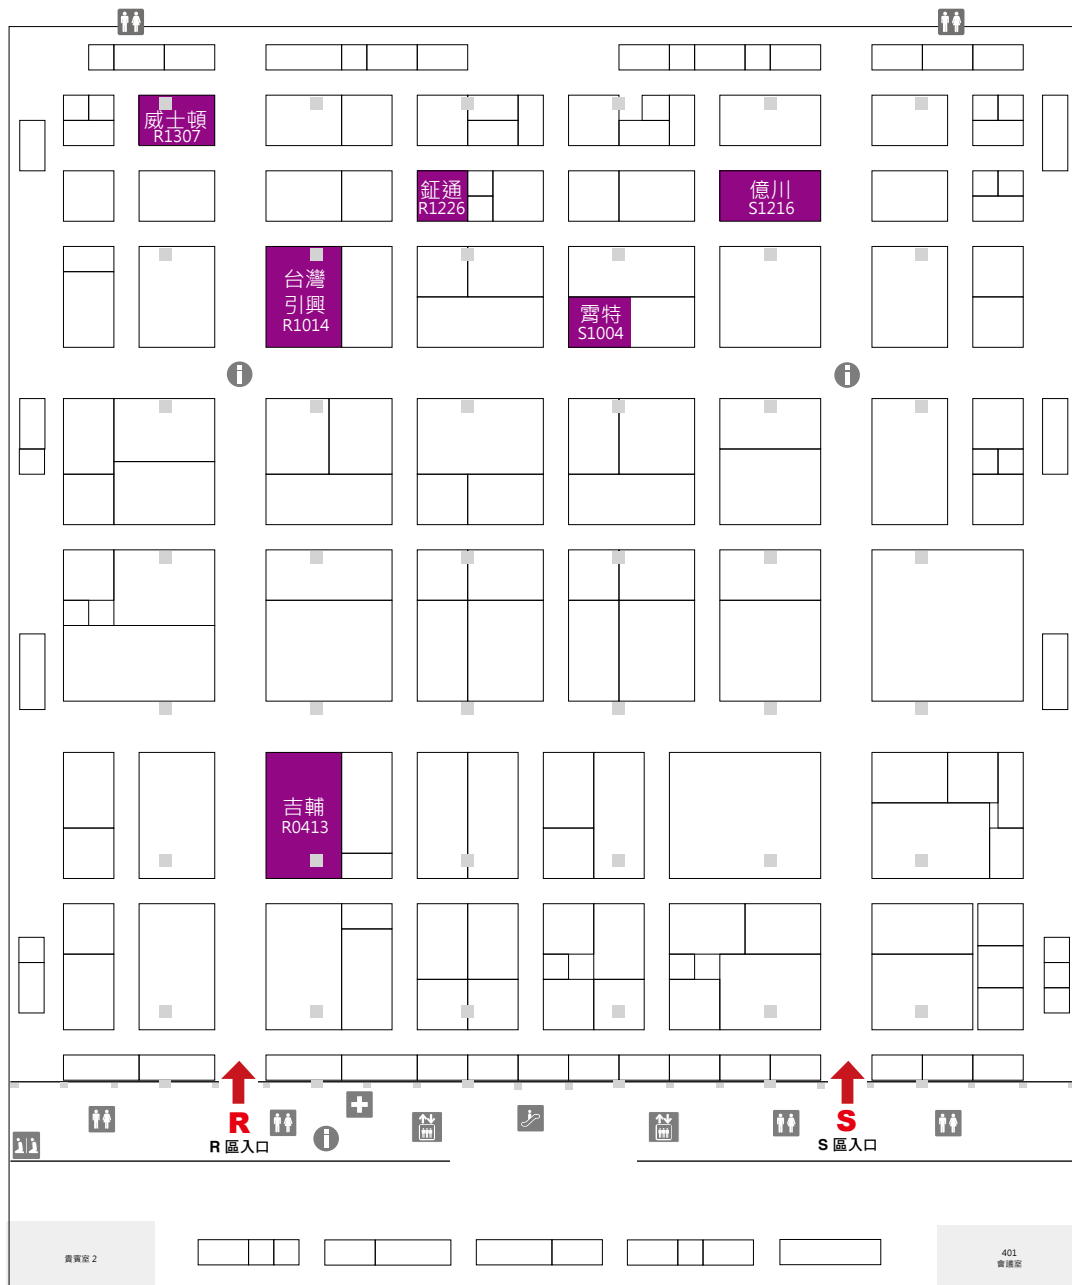 威士頓
R1307
鉦通
R1226
億川
S1216
台灣
引興
R1014
霱特
S1004
吉輔
R0413
R
R 區入口
S
S 區入口
貴賓室 2
401
會議室